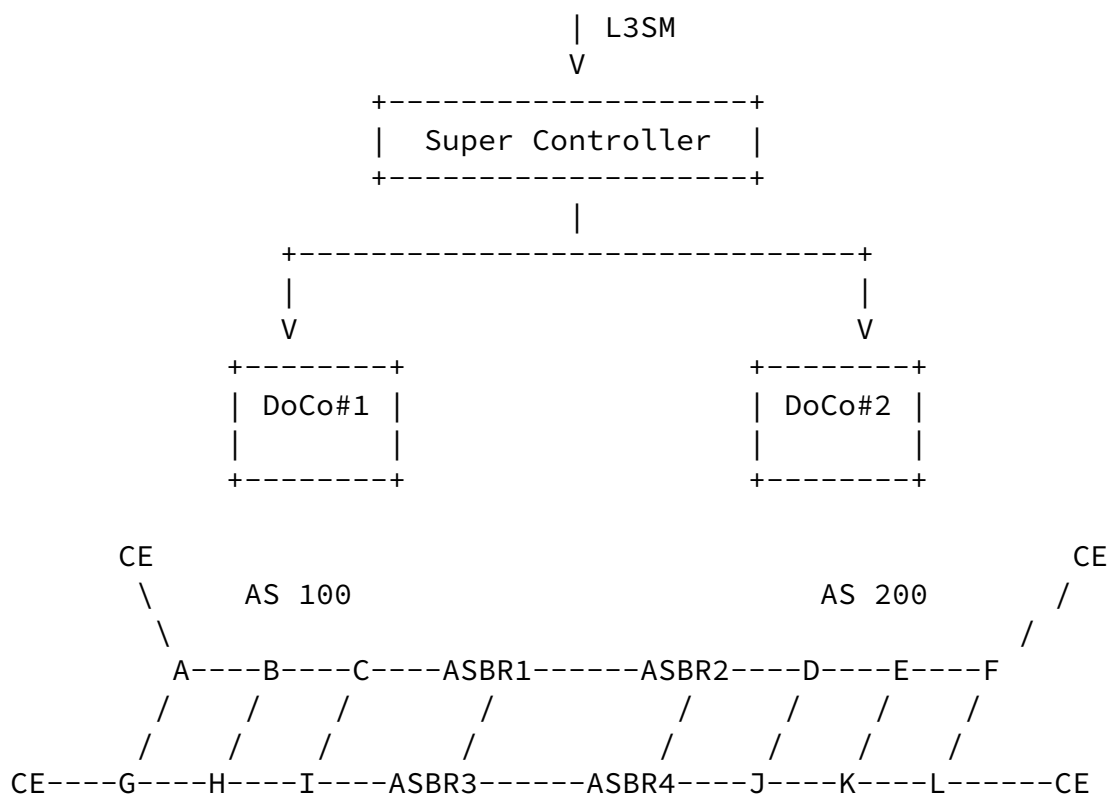 | L3SM
V
+--------------------+
| Super Controller |
+--------------------+
|
+-------------------------------+
| |
V V
+--------+ +--------+
| DoCo#1 | | DoCo#2 |
| | | |
+--------+ +--------+
CE CE
\ AS 100 AS 200 /
\ /
A----B----C----ASBR1------ASBR2----D----E----F
/ / / / / / / /
/ / / / / / / /
CE----G----H----I----ASBR3------ASBR4----J----K----L------CE